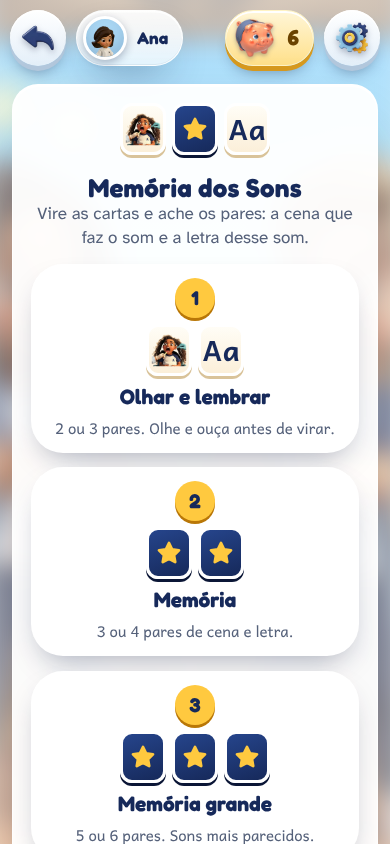 Ana
6
Aa
Memória dos Sons
Vire as cartas e ache os pares: a cena que
faz o som e a letra desse som.
1
Aa
Olhar e lembrar
2 ou 3 pares. Olhe e ouça antes de virar.
2
Memória
3 ou 4 pares de cena e letra.
3
Memória grande
5 ou 6 pares. Sons mais parecidos.